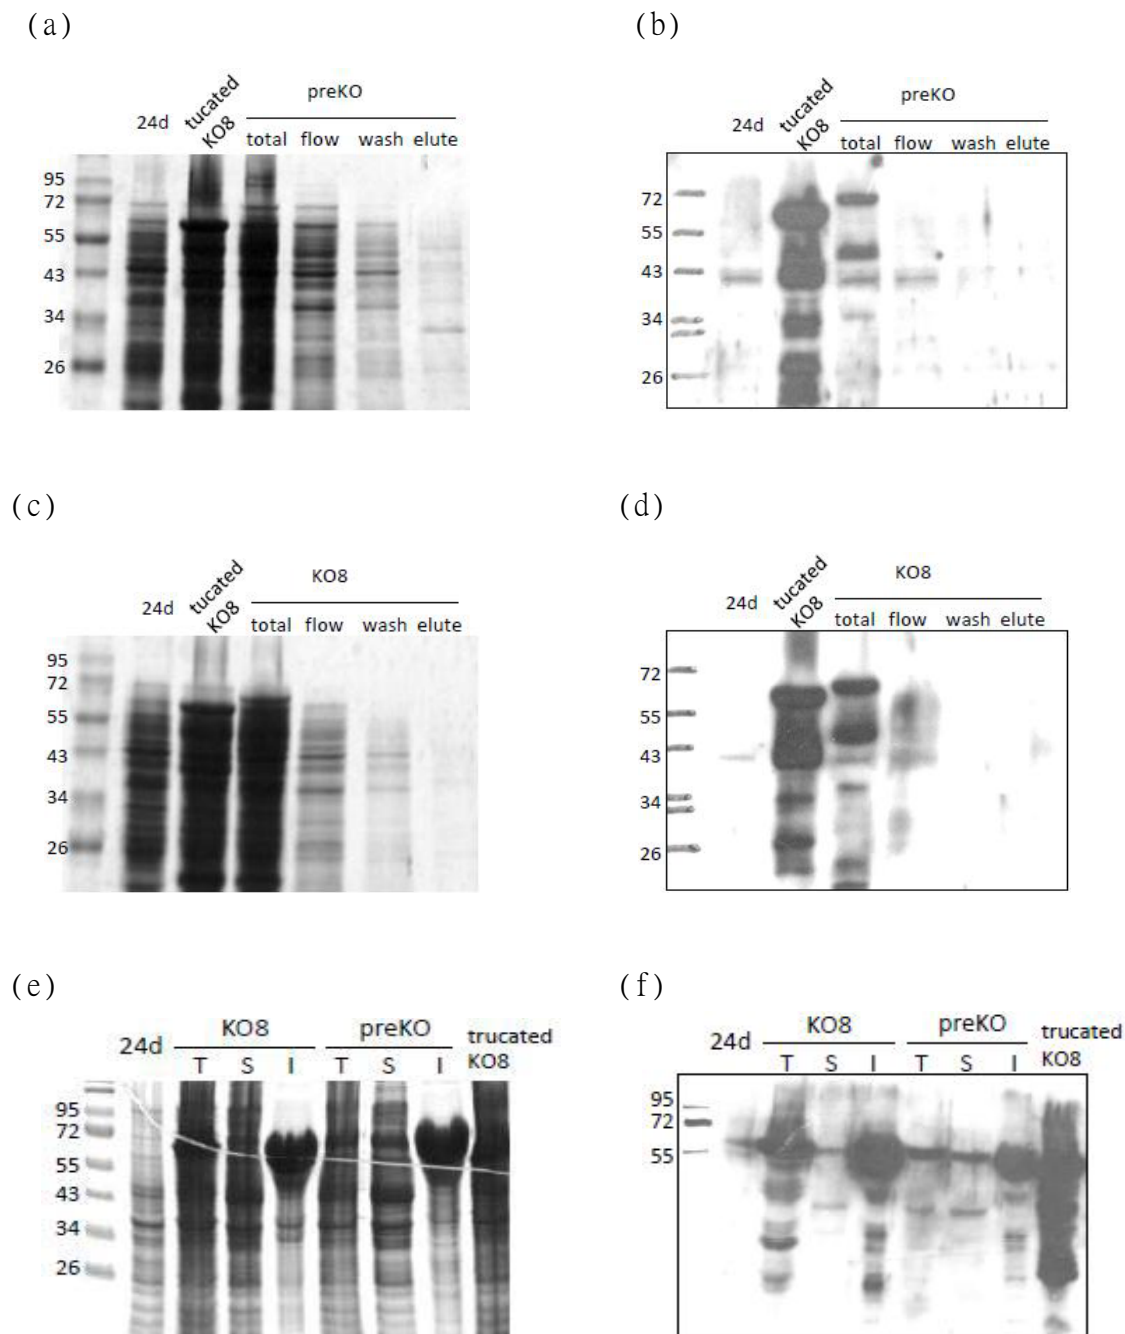 (a)
preKO
24d tucated KO8 total flow wash elute
95
72
55
43
34
26
(b)
preKO
24d tucated KO8 total flow wash elute
72
55
43
34
26
(c)
KO8
24d tucated KO8 total flow wash elute
95
72
55
43
34
26
(d)
KO8
24d tucated KO8 total flow wash elute
72
55
43
34
26
(e)
KO8 preKO trucated
24d KO8
T S I T S I
95
72
55
43
34
26
(f)
KO8 preKO trucated
24d KO8
T S I T S I
95
72
55